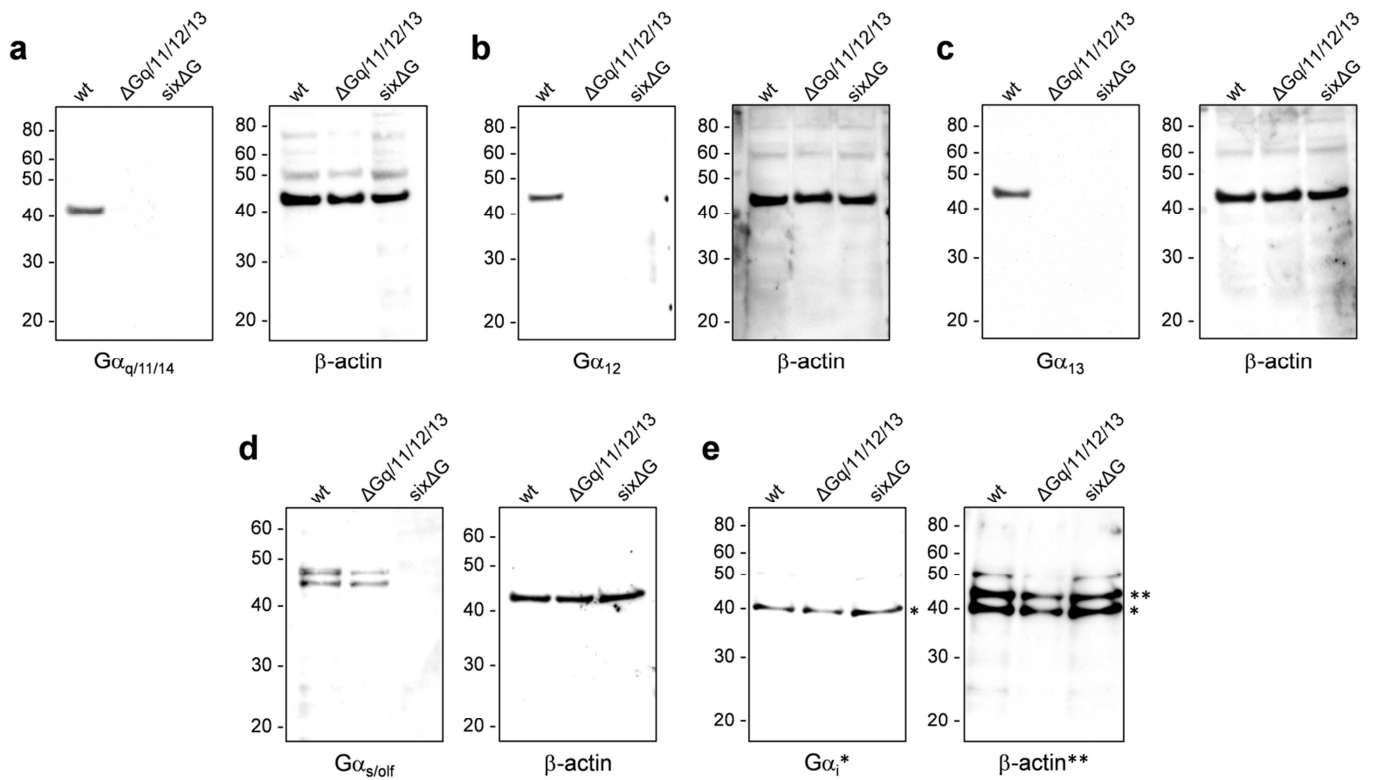 a
wt ΔGq/11/12/13 sixΔG
80 -
60 -
50 -
40 -
30 -
20 -
Gαq/11/14
wt ΔGq/11/12/13 sixΔG
80 -
60 -
50 -
40 -
30 -
20 -
β-actin
b
wt ΔGq/11/12/13 sixΔG
80 -
60 -
50 -
40 -
30 -
20 -
Gα12
wt ΔGq/11/12/13 sixΔG
80 -
60 -
50 -
40 -
30 -
20 -
β-actin
c
wt ΔGq/11/12/13 sixΔG
80 -
60 -
50 -
40 -
30 -
20 -
Gα13
wt ΔGq/11/12/13 sixΔG
80 -
60 -
50 -
40 -
30 -
20 -
β-actin
d
wt ΔGq/11/12/13 sixΔG
60 -
50 -
40 -
30 -
20 -
Gαs/olf
wt ΔGq/11/12/13 sixΔG
60 -
50 -
40 -
30 -
20 -
β-actin
e
wt ΔGq/11/12/13 sixΔG
80 -
60 -
50 -
40 -
30 -
20 -
*
Gαi*
wt ΔGq/11/12/13 sixΔG
80 -
60 -
50 -
40 -
30 -
20 -
**
*
β-actin**